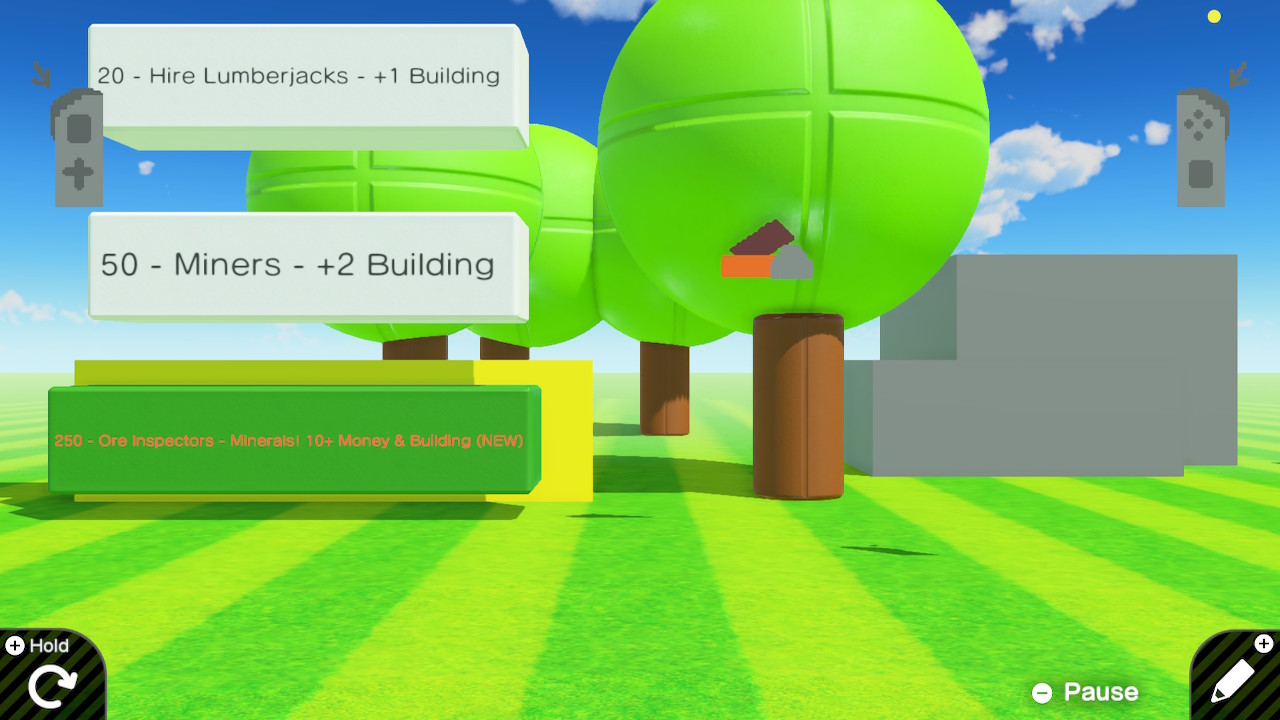 20 - Hire Lumberjacks - +1 Building
50 - Miners - +2 Building
250 - Ore Inspectors - Minerals! 10+ Money & Building (NEW)
Hold
Pause